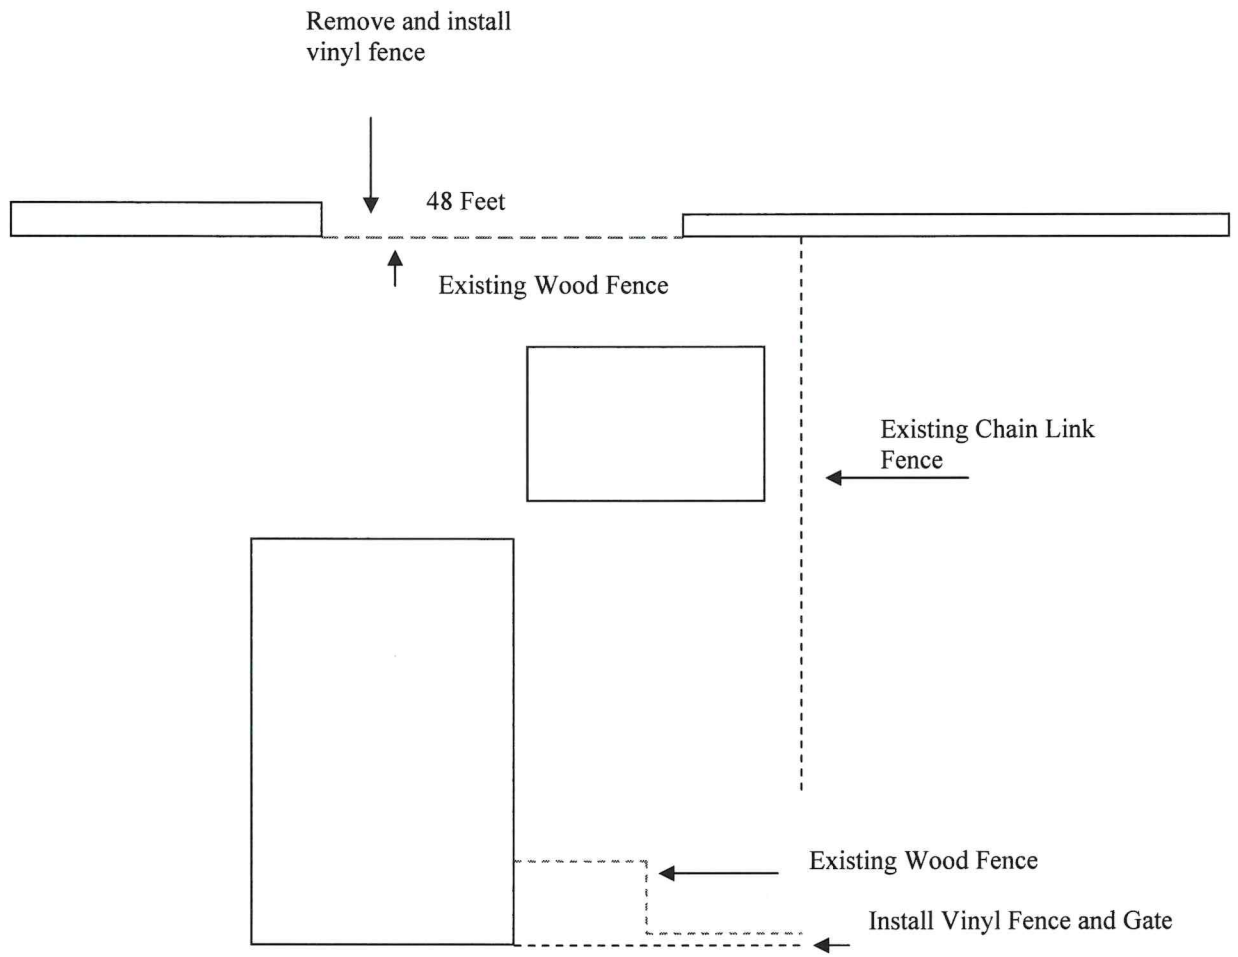 Remove and install
vinyl fence
48 Feet
Existing Wood Fence
Existing Chain Link
Fence
Existing Wood Fence
Install Vinyl Fence and Gate